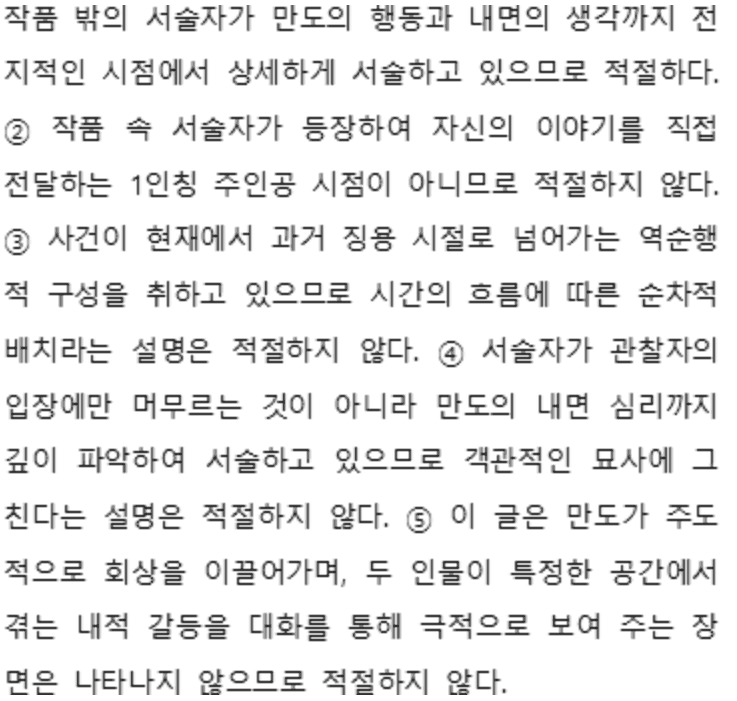 작품 밖의 서술자가 만도의 행동과 내면의 생각까지 전
지적인 시점에서 상세하게 서술하고 있으므로 적절하다.
② 작품 속 서술자가 등장하여 자신의 이야기를 직접
전달하는 1인칭 주인공 시점이 아니므로 적절하지 않다.
③ 사건이 현재에서 과거 징용 시절로 넘어가는 역순행
적 구성을 취하고 있으므로 시간의 흐름에 따른 순차적
배치라는 설명은 적절하지 않다. ④ 서술자가 관찰자의
입장에만 머무르는 것이 아니라 만도의 내면 심리까지
깊이 파악하여 서술하고 있으므로 객관적인 묘사에 그
친다는 설명은 적절하지 않다. ⑤ 이 글은 만도가 주도
적으로 회상을 이끌어가며, 두 인물이 특정한 공간에서
겪는 내적 갈등을 대화를 통해 극적으로 보여 주는 장
면은 나타나지 않으므로 적절하지 않다.